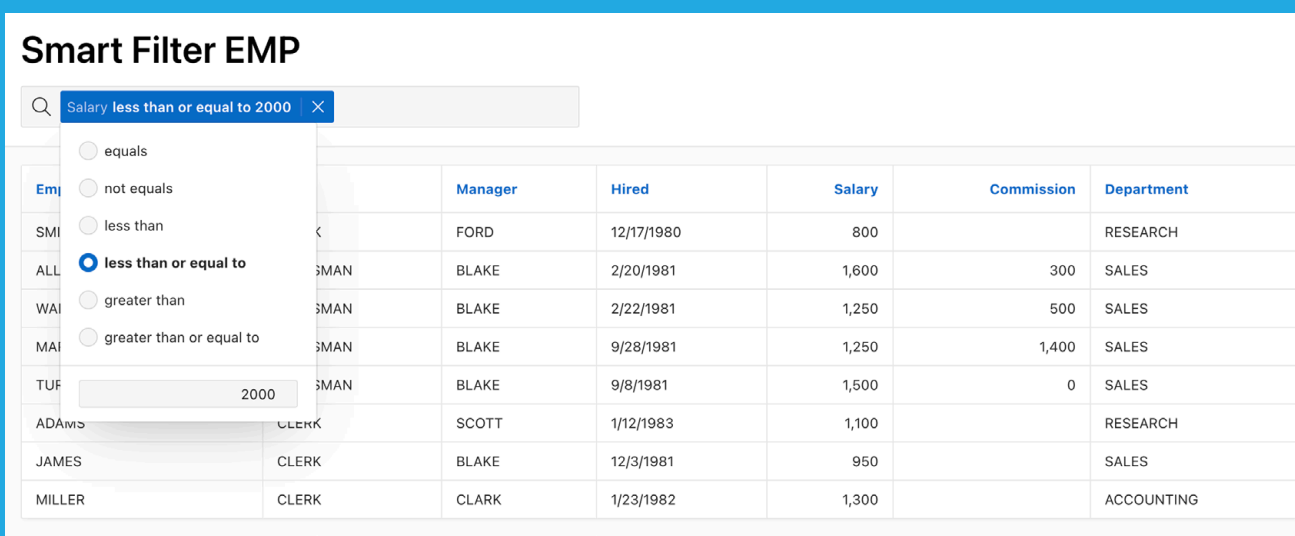 Smart Filter EMP
Salary less than or equal to 2000
equals
not equals
less than
less than or equal to
greater than
greater than or equal to
2000
Manager Hired Salary Commission Department
FORD 12/17/1980 800 RESEARCH
BLAKE 2/20/1981 1,600 300 SALES
BLAKE 2/22/1981 1,250 500 SALES
BLAKE 9/28/1981 1,250 1,400 SALES
BLAKE 9/8/1981 1,500 0 SALES
ADAMS CLERK SCOTT 1/12/1983 1,100 RESEARCH
JAMES CLERK BLAKE 12/3/1981 950 SALES
MILLER CLERK CLARK 1/23/1982 1,300 ACCOUNTING